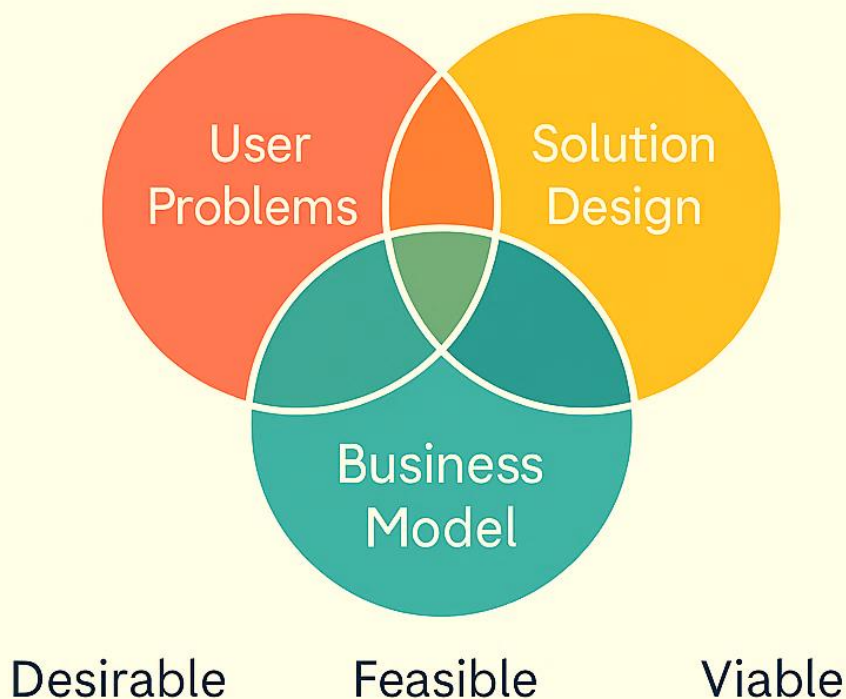 User
Problems
Solution
Design
Business
Model
Desirable
Feasible
Viable